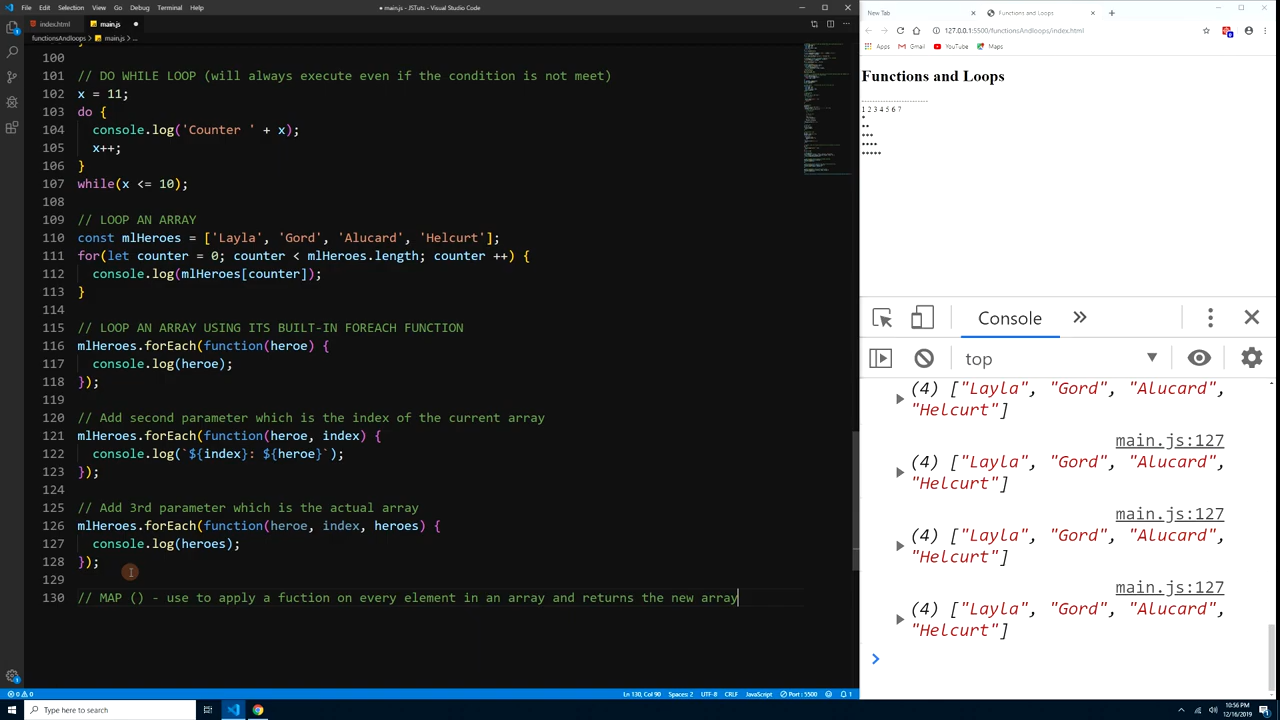 File Edit Selection View Go Debug ... ● main.js - JSTuts - Visual Studio Code
index.html main.js
functionsAndloops > main.js > ...
100
101 // DO WHILE LOOP (will always execute even if the condition is not meet)
102 x = 11
103 do {
104 console.log('Counter ' + x);
105 x++
106 }
107 while(x <= 10);
108
109 // LOOP AN ARRAY
110 const mlHeroes = ['Layla', 'Gord', 'Alucard', 'Helcurt'];
111 for(let counter = 0; counter < mlHeroes.length; counter ++) {
112 console.log(mlHeroes[counter]);
113 }
114
115 // LOOP AN ARRAY USING ITS BUILT-IN FOREACH FUNCTION
116 mlHeroes.forEach(function(heroe) {
117 console.log(heroe);
118 });
119
120 // Add second parameter which is the index of the current array
121 mlHeroes.forEach(function(heroe, index) {
122 console.log(`${index}: ${heroe}`);
123 });
124
125 // Add 3rd parameter which is the actual array
126 mlHeroes.forEach(function(heroe, index, heroes) {
127 console.log(heroes);
128 });
129
130 // MAP () - use to apply a fuction on every element in an array and returns the new array
0 0
Ln 130, Col 90 Spaces: 2 UTF-8 CRLF JavaScript Port : 5500 1
New Tab Functions and Loops
127.0.0.1:5500/functionsAndloops/index.html
Apps Gmail YouTube Maps
Functions and Loops
---------------------------
1 2 3 4 5 6 7
*
**
***
****
*****
Console »
top
(4) ["Layla", "Gord", "Alucard",
"Helcurt"]
main.js:127
(4) ["Layla", "Gord", "Alucard",
"Helcurt"]
main.js:127
(4) ["Layla", "Gord", "Alucard",
"Helcurt"]
main.js:127
(4) ["Layla", "Gord", "Alucard",
"Helcurt"]
>
Type here to search
10:56 PM
12/16/2019